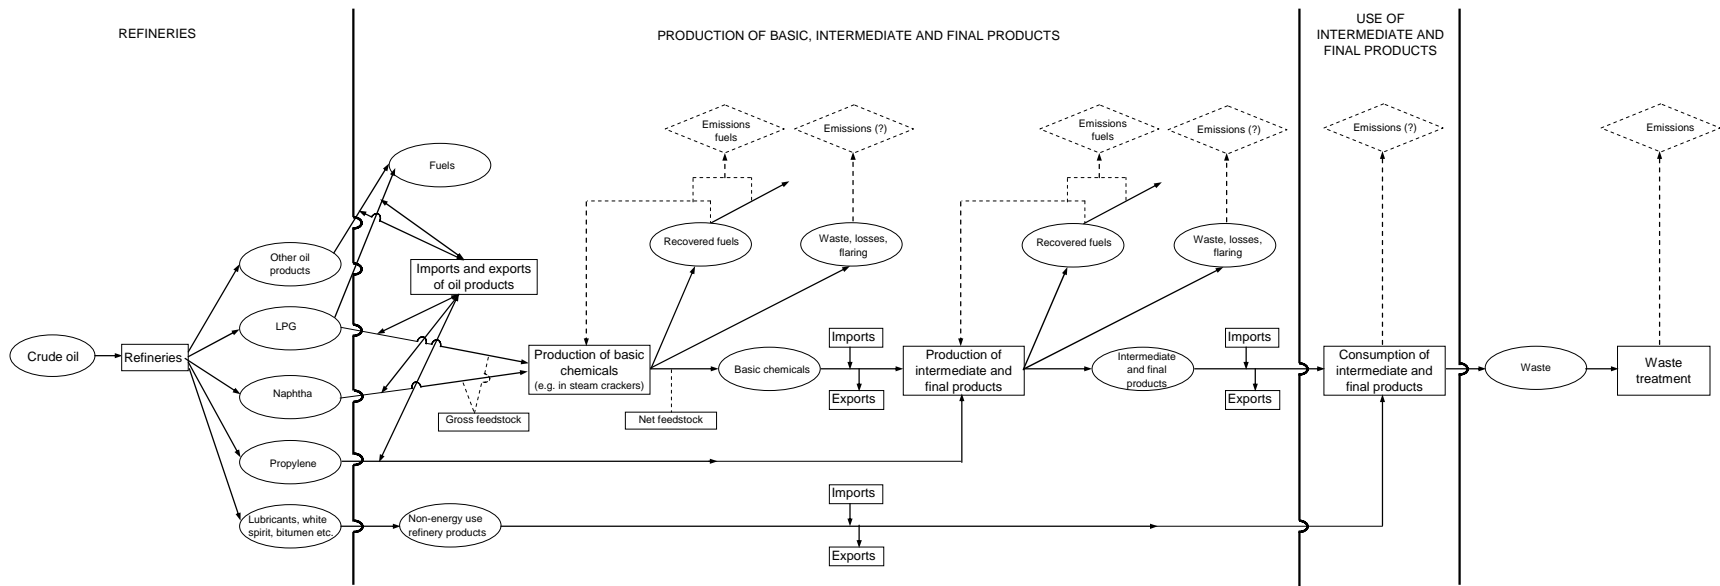 REFINERIES
PRODUCTION OF BASIC, INTERMEDIATE AND FINAL PRODUCTS
USE OF
INTERMEDIATE AND
FINAL PRODUCTS
Emissions
fuels
Emissions (?)
Emissions
fuels
Emissions (?)
Emissions (?)
Emissions
Fuels
Other oil
products
Imports and exports
of oil products
Recovered fuels
Waste, losses,
flaring
Recovered fuels
Waste, losses,
flaring
LPG
Crude oil
Refineries
Production of basic
chemicals
(e.g. in steam crackers)
Basic chemicals
Imports
Exports
Production of
intermediate and
final products
Intermediate
and final
products
Imports
Exports
Consumption of
intermediate and
final products
Waste
Waste
treatment
Naphtha
Gross feedstock
Net feedstock
Propylene
Lubricants, white
spirit, bitumen etc.
Non-energy use
refinery products
Imports
Exports